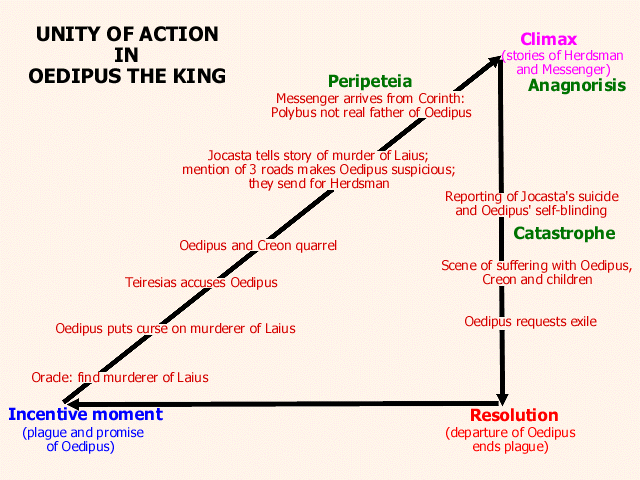 UNITY OF ACTION
IN
OEDIPUS THE KING
Climax
(stories of Herdsman
and Messenger)
Anagnorisis
Peripeteia
Messenger arrives from Corinth:
Polybus not real father of Oedipus
Jocasta tells story of murder of Laius;
mention of 3 roads makes Oedipus suspicious;
they send for Herdsman
Reporting of Jocasta's suicide
and Oedipus' self-blinding
Catastrophe
Oedipus and Creon quarrel
Scene of suffering with Oedipus,
Creon and children
Teiresias accuses Oedipus
Oedipus requests exile
Oedipus puts curse on murderer of Laius
Oracle: find murderer of Laius
Incentive moment
(plague and promise
of Oedipus)
Resolution
(departure of Oedipus
ends plague)